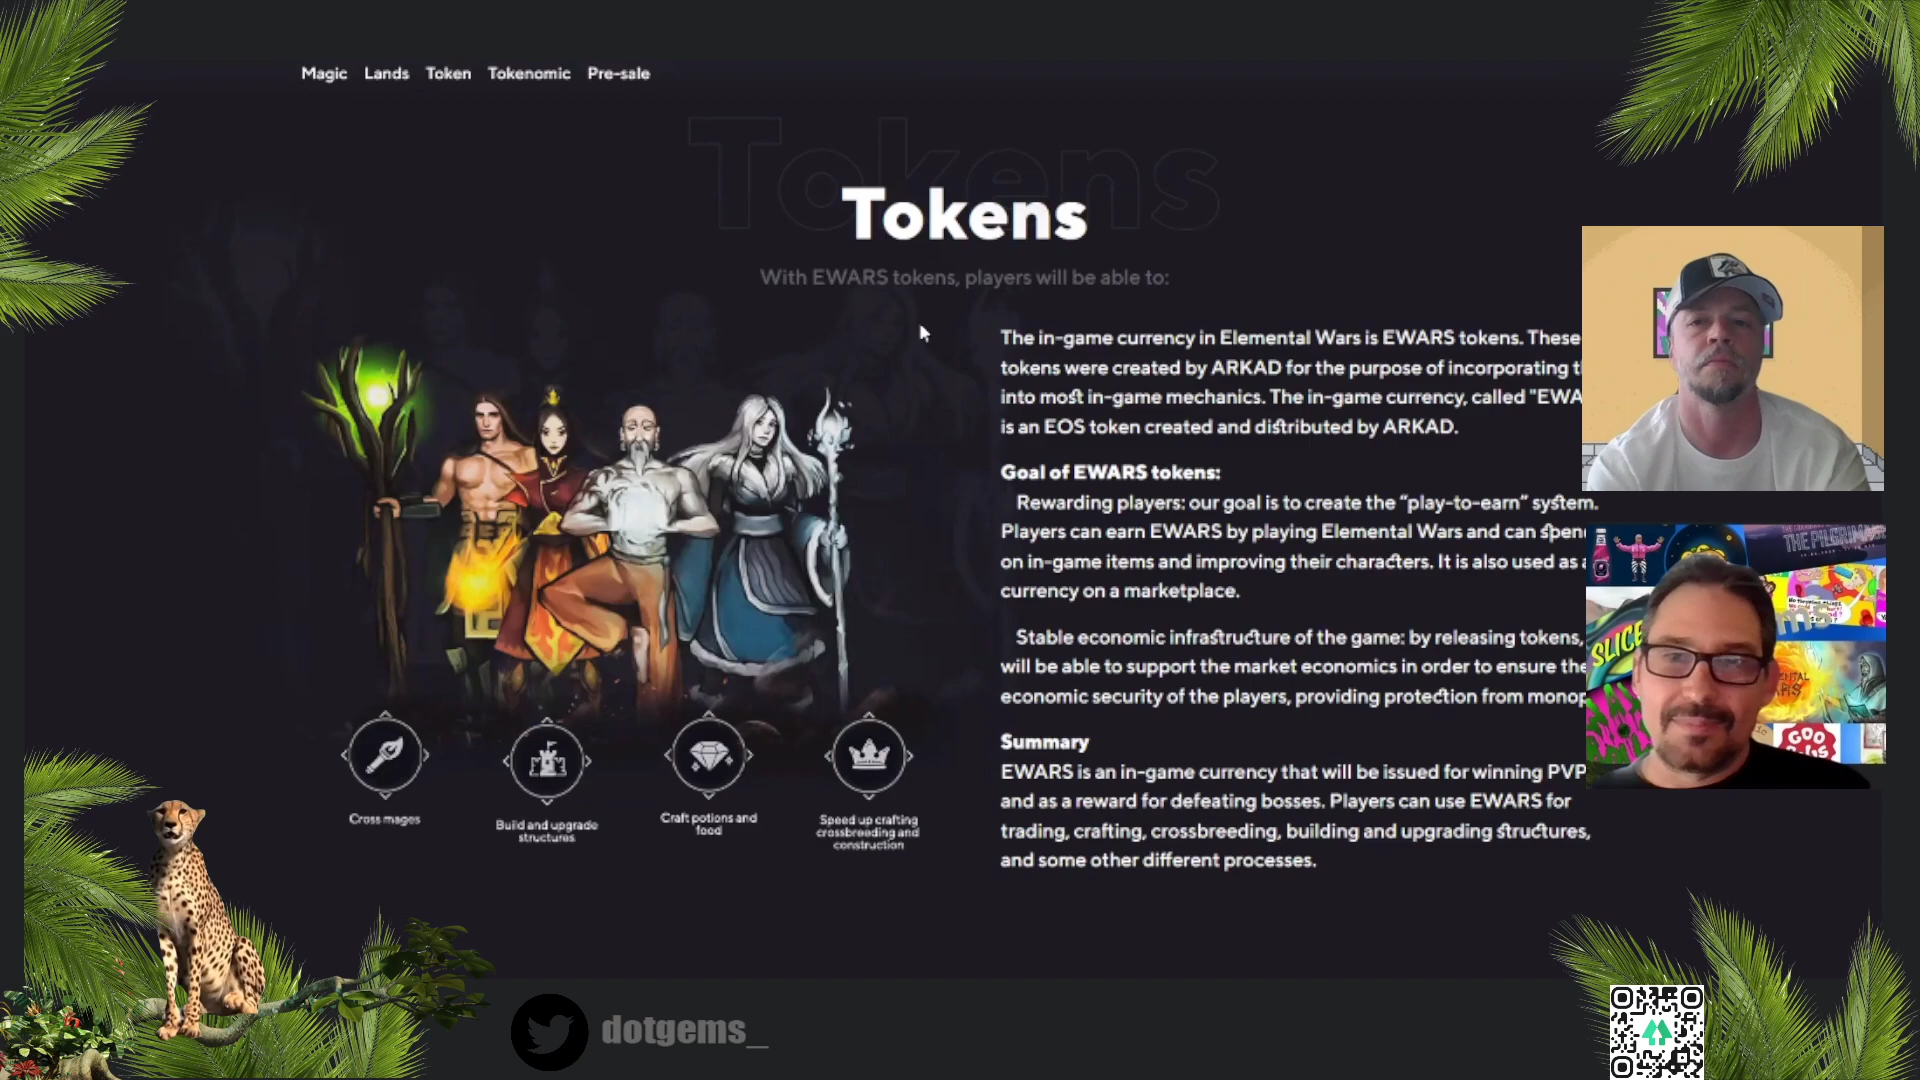 Magic Lands Token Tokenomic Pre-sale
Tokens
Tokens
With EWARS tokens, players will be able to:
The in-game currency in Elemental Wars is EWARS tokens. These
tokens were created by ARKAD for the purpose of incorporating
into most in-game mechanics. The in-game currency, called "EWA
is an EOS token created and distributed by ARKAD.
Goal of EWARS tokens:
Rewarding players: our goal is to create the “play-to-earn” system.
Players can earn EWARS by playing Elemental Wars and can spen
on in-game items and improving their characters. It is also used as
currency on a marketplace.
Stable economic infrastructure of the game: by releasing tokens,
will be able to support the market economics in order to ensure the
economic security of the players, providing protection from monop
Summary
EWARS is an in-game currency that will be issued for winning PVP
and as a reward for defeating bosses. Players can use EWARS for
trading, crafting, crossbreeding, building and upgrading structures,
and some other different processes.
Cross mages
Build and upgrade
structures
Craft potions and
food
Speed up crafting
crossbreeding and
construction
THE PILGRIMAGE
SLICE
dotgems_